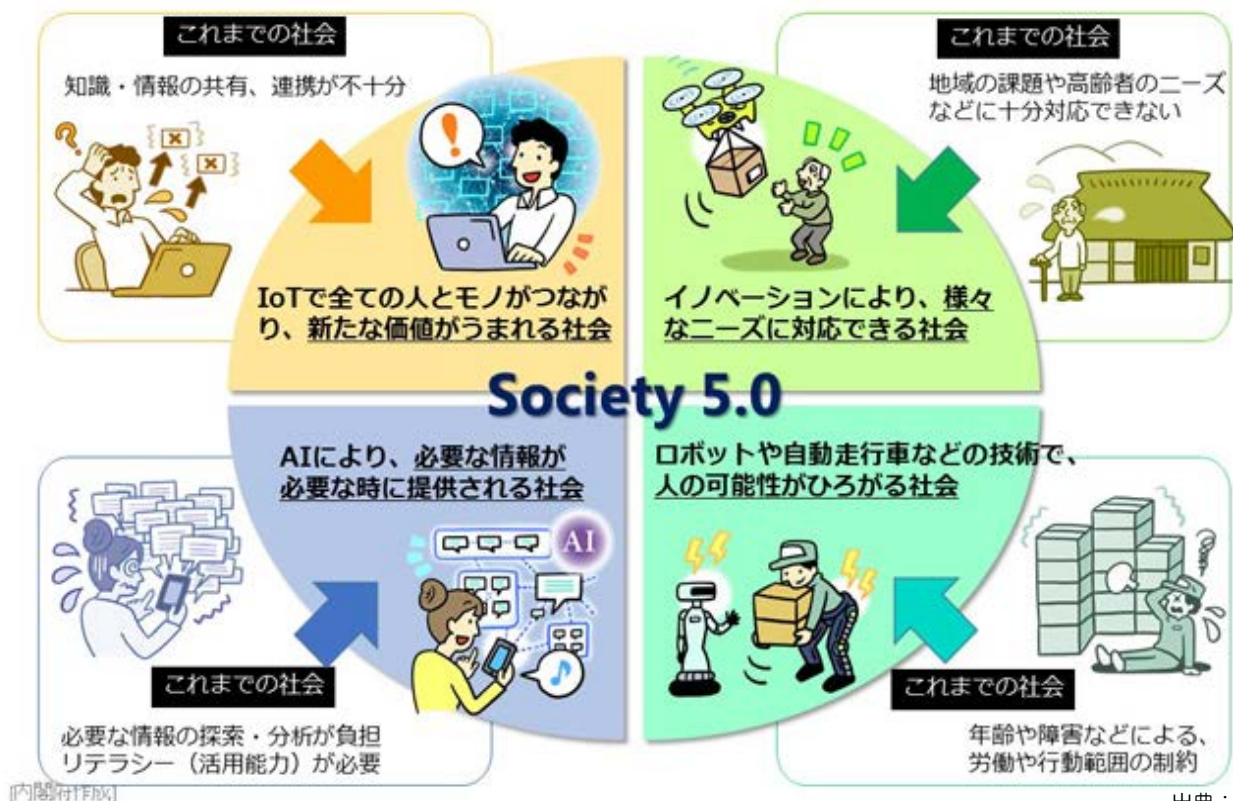 これまでの社会
知識・情報の共有、連携が不十分
?
!
IoTで全ての人とモノがつなが
り、新たな価値がうまれる社会
これまでの社会
地域の課題や高齢者のニーズ
などに十分対応できない
イノベーションにより、様々
なニーズに対応できる社会
Society 5.0
AIにより、必要な情報が
必要な時に提供される社会
AI
これまでの社会
必要な情報の探索・分析が負担
リテラシー（活用能力）が必要
ロボットや自動走行車などの技術で、
人の可能性がひろがる社会
これまでの社会
年齢や障害などによる、
労働や行動範囲の制約
[内閣府作成]
出典：